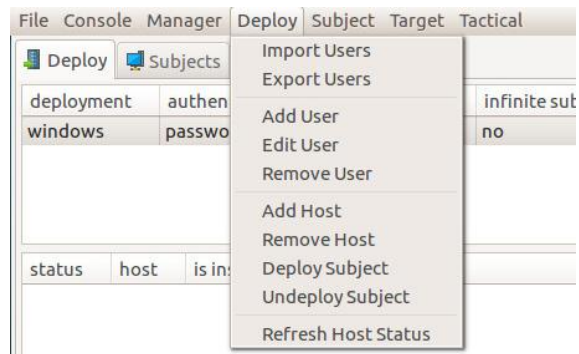 File Console Manager Deploy Subject Target Tactical
Deploy Subjects
Import Users
Export Users
Add User
Edit User
Remove User
Add Host
Remove Host
Deploy Subject
Undeploy Subject
Refresh Host Status
deployment authen infinite sub
windows passwo no
status host is ins